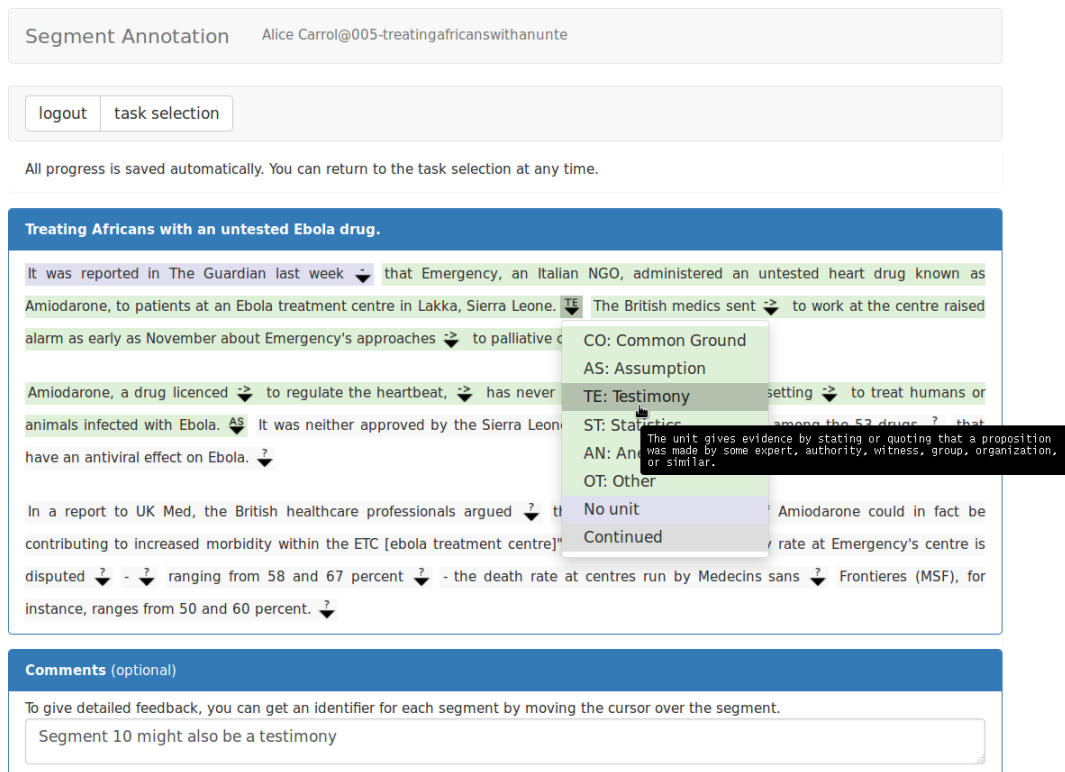 Segment Annotation Alice Carrol@005-treatingafricanswithanunte
logout task selection
All progress is saved automatically. You can return to the task selection at any time.
Treating Africans with an untested Ebola drug.
It was reported in The Guardian last week - that Emergency, an Italian NGO, administered an untested heart drug known as
Amiodarone, to patients at an Ebola treatment centre in Lakka, Sierra Leone. TE The British medics sent -> to work at the centre raised
alarm as early as November about Emergency's approaches -> to palliative
CO: Common Ground
AS: Assumption
Amiodarone, a drug licenced -> to regulate the heartbeat, -> has never TE: Testimony setting -> to treat humans or
animals infected with Ebola. AS It was neither approved by the Sierra Leon ST: Statistics among the 53 drugs ? that
The unit gives evidence by stating or quoting that a proposition
was made by some expert, authority, witness, group, organization,
or similar.
have an antiviral effect on Ebola. ? AN:
OT: Other
In a report to UK Med, the British healthcare professionals argued ? No unit Amiodarone could in fact be
contributing to increased morbidity within the ETC [ebola treatment centre]" Continued rate at Emergency's centre is
disputed ? - ? ranging from 58 and 67 percent ? - the death rate at centres run by Medecins sans ? Frontieres (MSF), for
instance, ranges from 50 and 60 percent. ?
Comments (optional)
To give detailed feedback, you can get an identifier for each segment by moving the cursor over the segment.
Segment 10 might also be a testimony